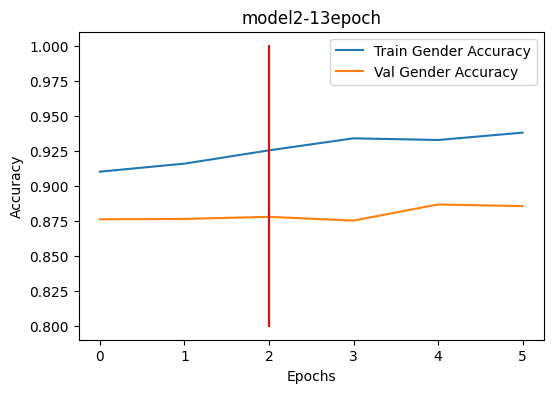 model2-13epoch
Train Gender Accuracy
Val Gender Accuracy
Accuracy
1.000
0.975
0.950
0.925
0.900
0.875
0.850
0.825
0.800
0 1 2 3 4 5
Epochs